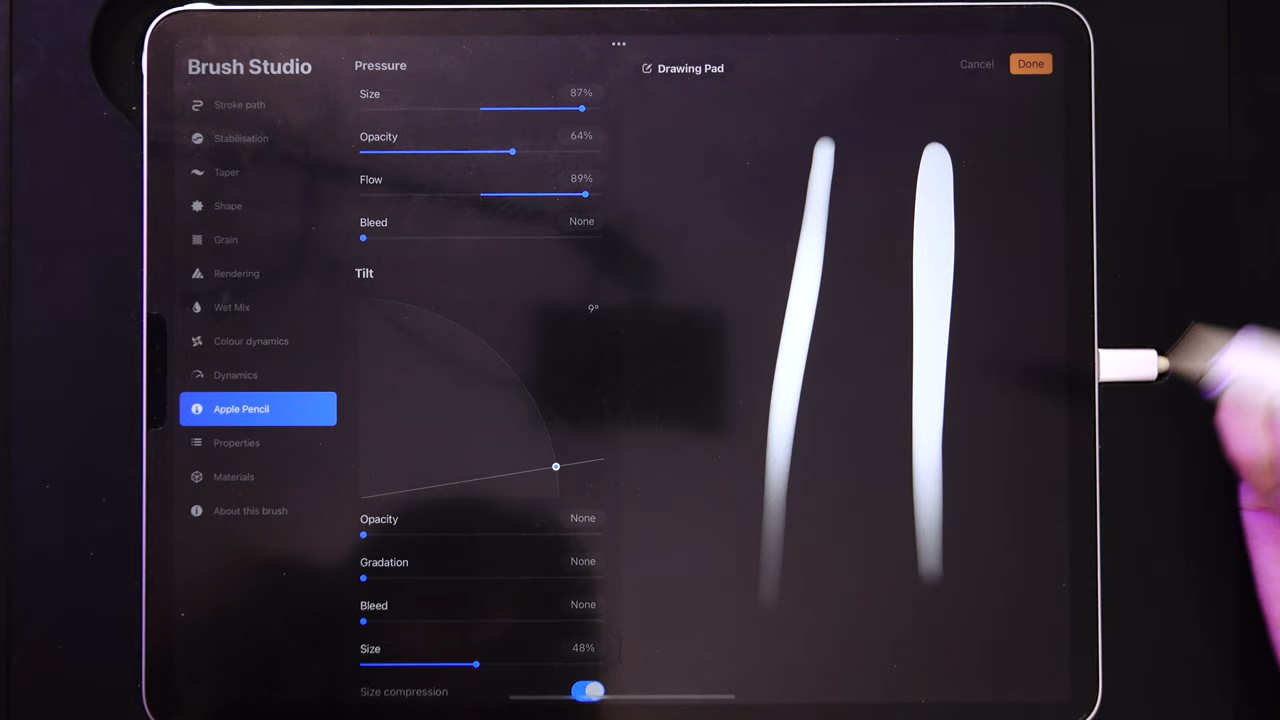 Brush Studio
Stroke path
Stabilisation
Taper
Shape
Grain
Rendering
Wet Mix
Colour dynamics
Dynamics
Apple Pencil
Properties
Materials
About this brush
Pressure
Size 87%
Opacity 64%
Flow 89%
Bleed None
Tilt
9°
Opacity None
Gradation None
Bleed None
Size 48%
Size compression
Drawing Pad
Cancel
Done